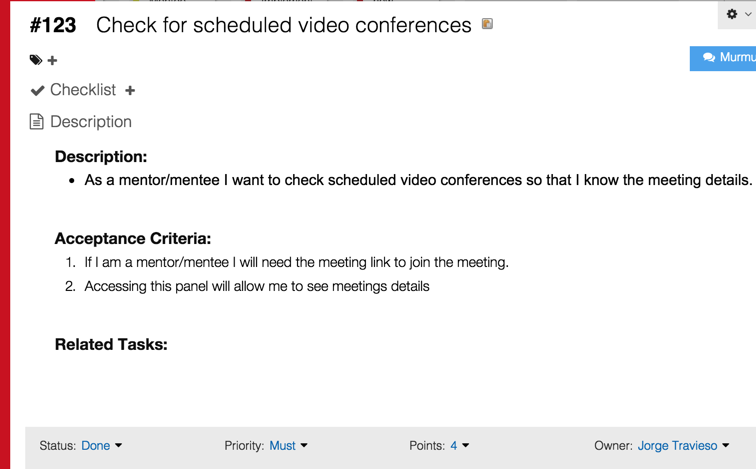 #123 Check for scheduled video conferences
Checklist
Description
Description:
• As a mentor/mentee I want to check scheduled video conferences so that I know the meeting details.
Acceptance Criteria:
1. If I am a mentor/mentee I will need the meeting link to join the meeting.
2. Accessing this panel will allow me to see meetings details
Related Tasks:
Status: Done Priority: Must Points: 4 Owner: Jorge Travieso